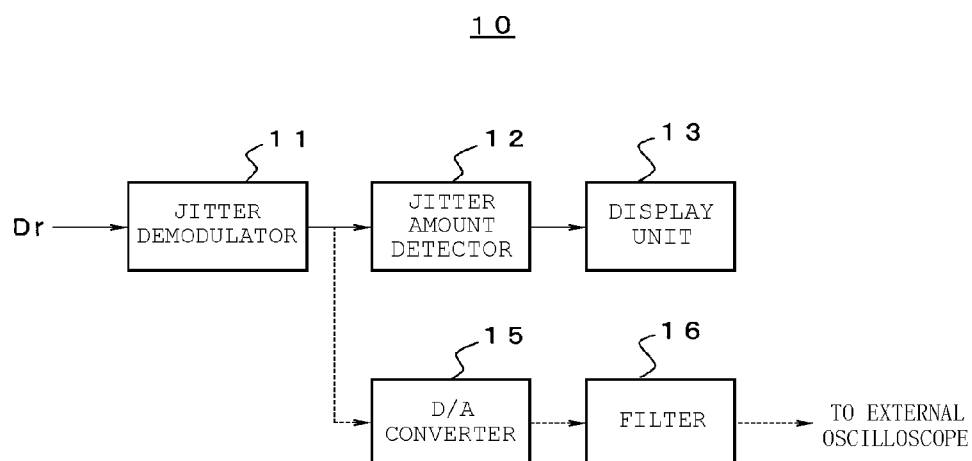 10
11
12
13
Dr
JITTER
DEMODULATOR
JITTER
AMOUNT
DETECTOR
DISPLAY
UNIT
15
16
D/A
CONVERTER
FILTER
TO EXTERNAL
OSCILLOSCOPE